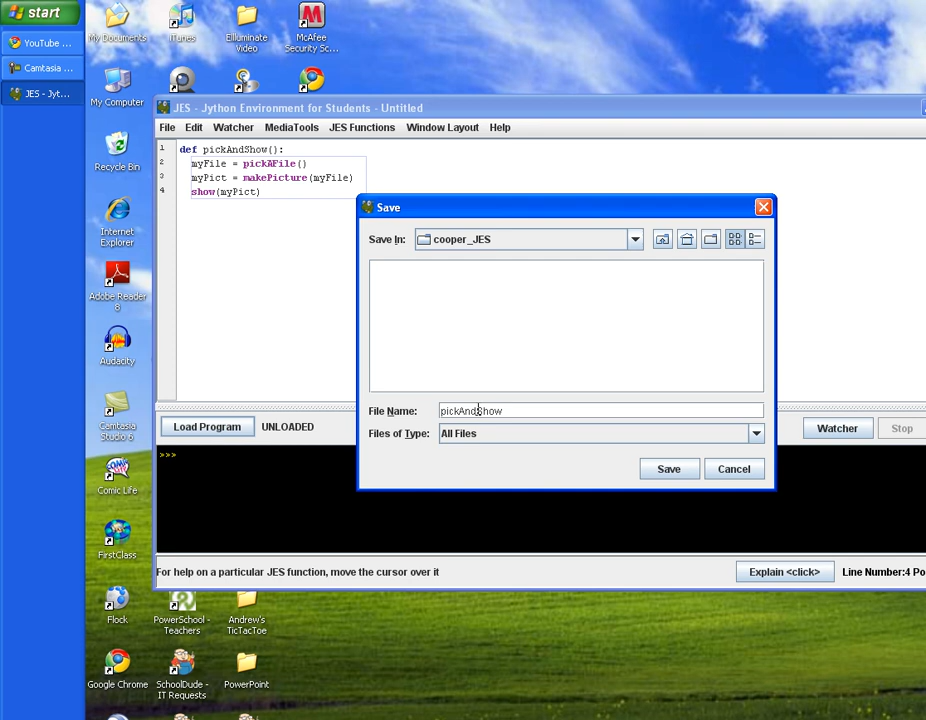 start
YouTube ...
Camtasia ...
JES - Jyt...
My Documents
iTunes
Elluminate
Video
McAfee
Security Sc...
My Computer
Recycle Bin
Internet
Explorer
Adobe Reader
8
Audacity
Camtasia
Studio 6
Comic Life
FirstClass
Flock
PowerSchool -
Teachers
Andrew's
TicTacToe
Google Chrome
SchoolDude -
IT Requests
PowerPoint
JES - Jython Environment for Students - Untitled
File Edit Watcher MediaTools JES Functions Window Layout Help
1 def pickAndShow():
2 myFile = pickAFile()
3 myPict = makePicture(myFile)
4 show(myPict)
Save
Save In: cooper_JES
File Name: pickAndShow
Files of Type: All Files
Save Cancel
Load Program UNLOADED Watcher Stop
>>>
For help on a particular JES function, move the cursor over it Explain <click> Line Number:4 Po